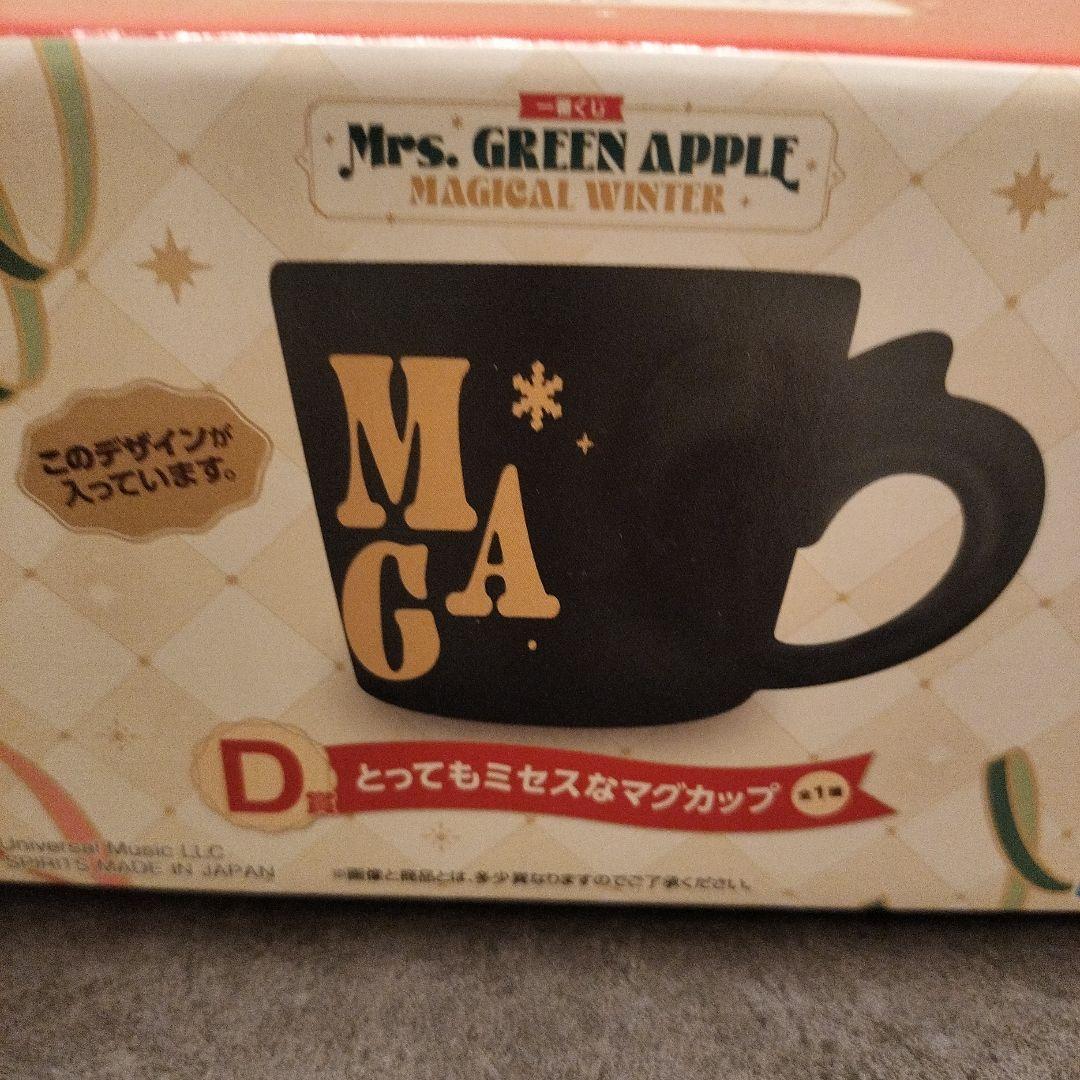 一番くじ
Mrs. GREEN APPLE
MAGICAL WINTER
M
G A
このデザインが
入っています。
D賞 とってもミセスなマグカップ 全1種
Universal Music LLC
SPIRITS MADE IN JAPAN
※画像と商品とは、多少異なりますのでご了承ください。